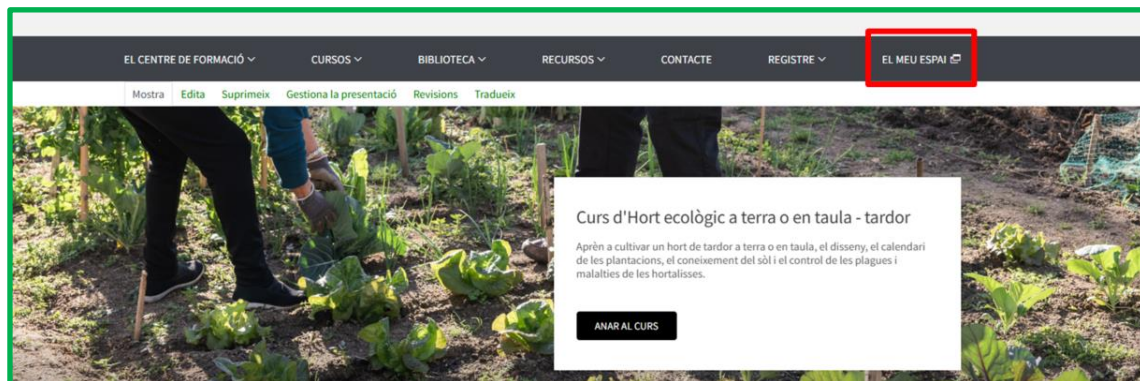 EL CENTRE DE FORMACIÓ CURSOS BIBLIOTECA RECURSOS CONTACTE REGISTRE EL MEU ESPAI
Mostra Edita Suprimeix Gestiona la presentació Revisions Tradueix
Curs d'Hort ecològic a terra o en taula - tardor
Aprèn a cultivar un hort de tardor a terra o en taula, el disseny, el calendari
de les plantacions, el coneixement del sòl i el control de les plagues i
malalties de les hortalisses.
ANAR AL CURS